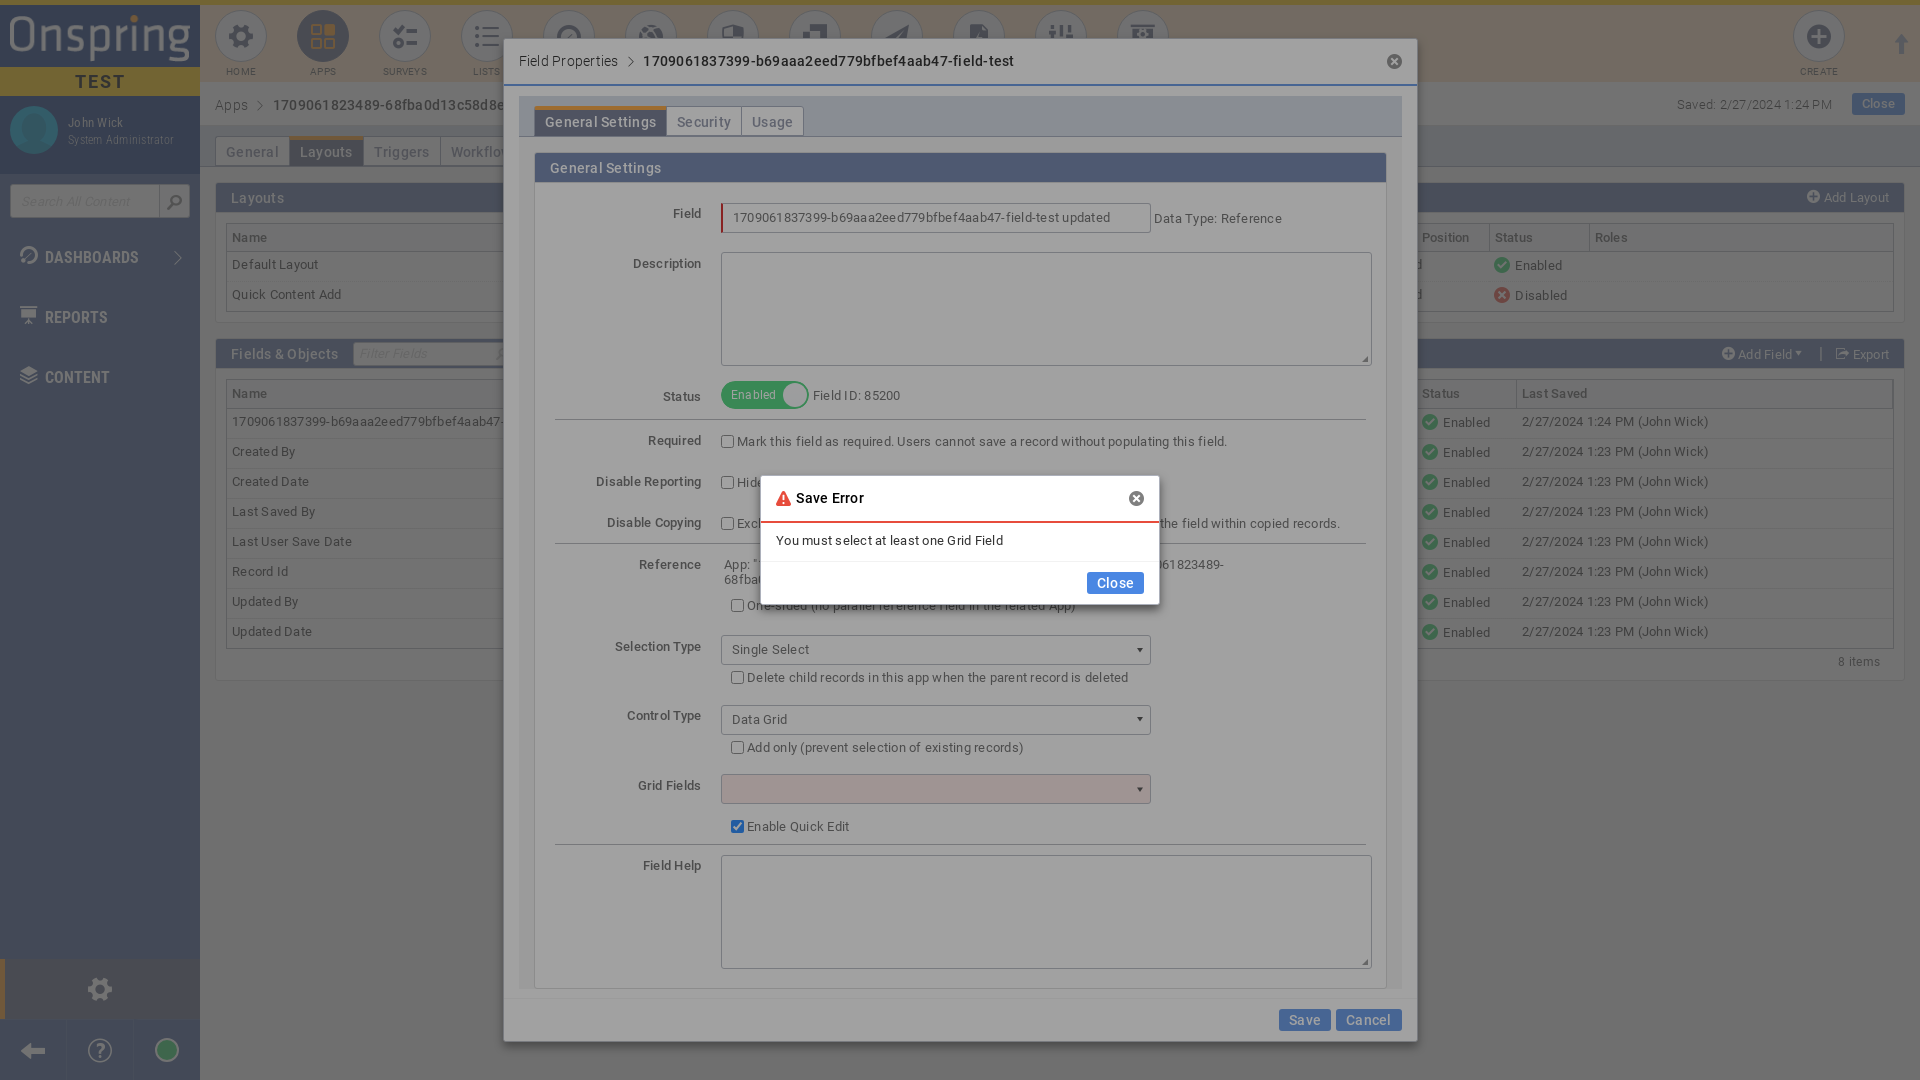 Onspring
TEST
John Wick
System Administrator
Search All Content
DASHBOARDS
REPORTS
CONTENT
HOME
APPS
SURVEYS
LISTS
CREATE
Apps
1709061823489-68fba0d13c58d8e
Saved: 2/27/2024 1:24 PM
Close
General
Layouts
Triggers
Layouts
Add Layout
Name
Position
Status
Roles
Default Layout
Enabled
Quick Content Add
Disabled
Fields & Objects
Filter Fields
Add Field
Export
Name
Status
Last Saved
1709061837399-b69aaa2eed779bfbef4aab47-
Enabled
2/27/2024 1:24 PM (John Wick)
Created By
Enabled
2/27/2024 1:23 PM (John Wick)
Created Date
Enabled
2/27/2024 1:23 PM (John Wick)
Last Saved By
Enabled
2/27/2024 1:23 PM (John Wick)
Last User Save Date
Enabled
2/27/2024 1:23 PM (John Wick)
Record Id
Enabled
2/27/2024 1:23 PM (John Wick)
Updated By
Enabled
2/27/2024 1:23 PM (John Wick)
Updated Date
Enabled
2/27/2024 1:23 PM (John Wick)
8 items
Field Properties
1709061837399-b69aaa2eed779bfbef4aab47-field-test
General Settings
Security
Usage
General Settings
Field
1709061837399-b69aaa2eed779bfbef4aab47-field-test updated
Data Type: Reference
Description
Status
Enabled
Field ID: 85200
Required
Mark this field as required. Users cannot save a record without populating this field.
Disable Reporting
Hide
Disable Copying
the field within copied records.
Reference
App:
061823489-
One-sided (no parallel reference field in the related App)
Selection Type
Single Select
Delete child records in this app when the parent record is deleted
Control Type
Data Grid
Add only (prevent selection of existing records)
Grid Fields
Enable Quick Edit
Field Help
Save
Cancel
Save Error
You must select at least one Grid Field
Close